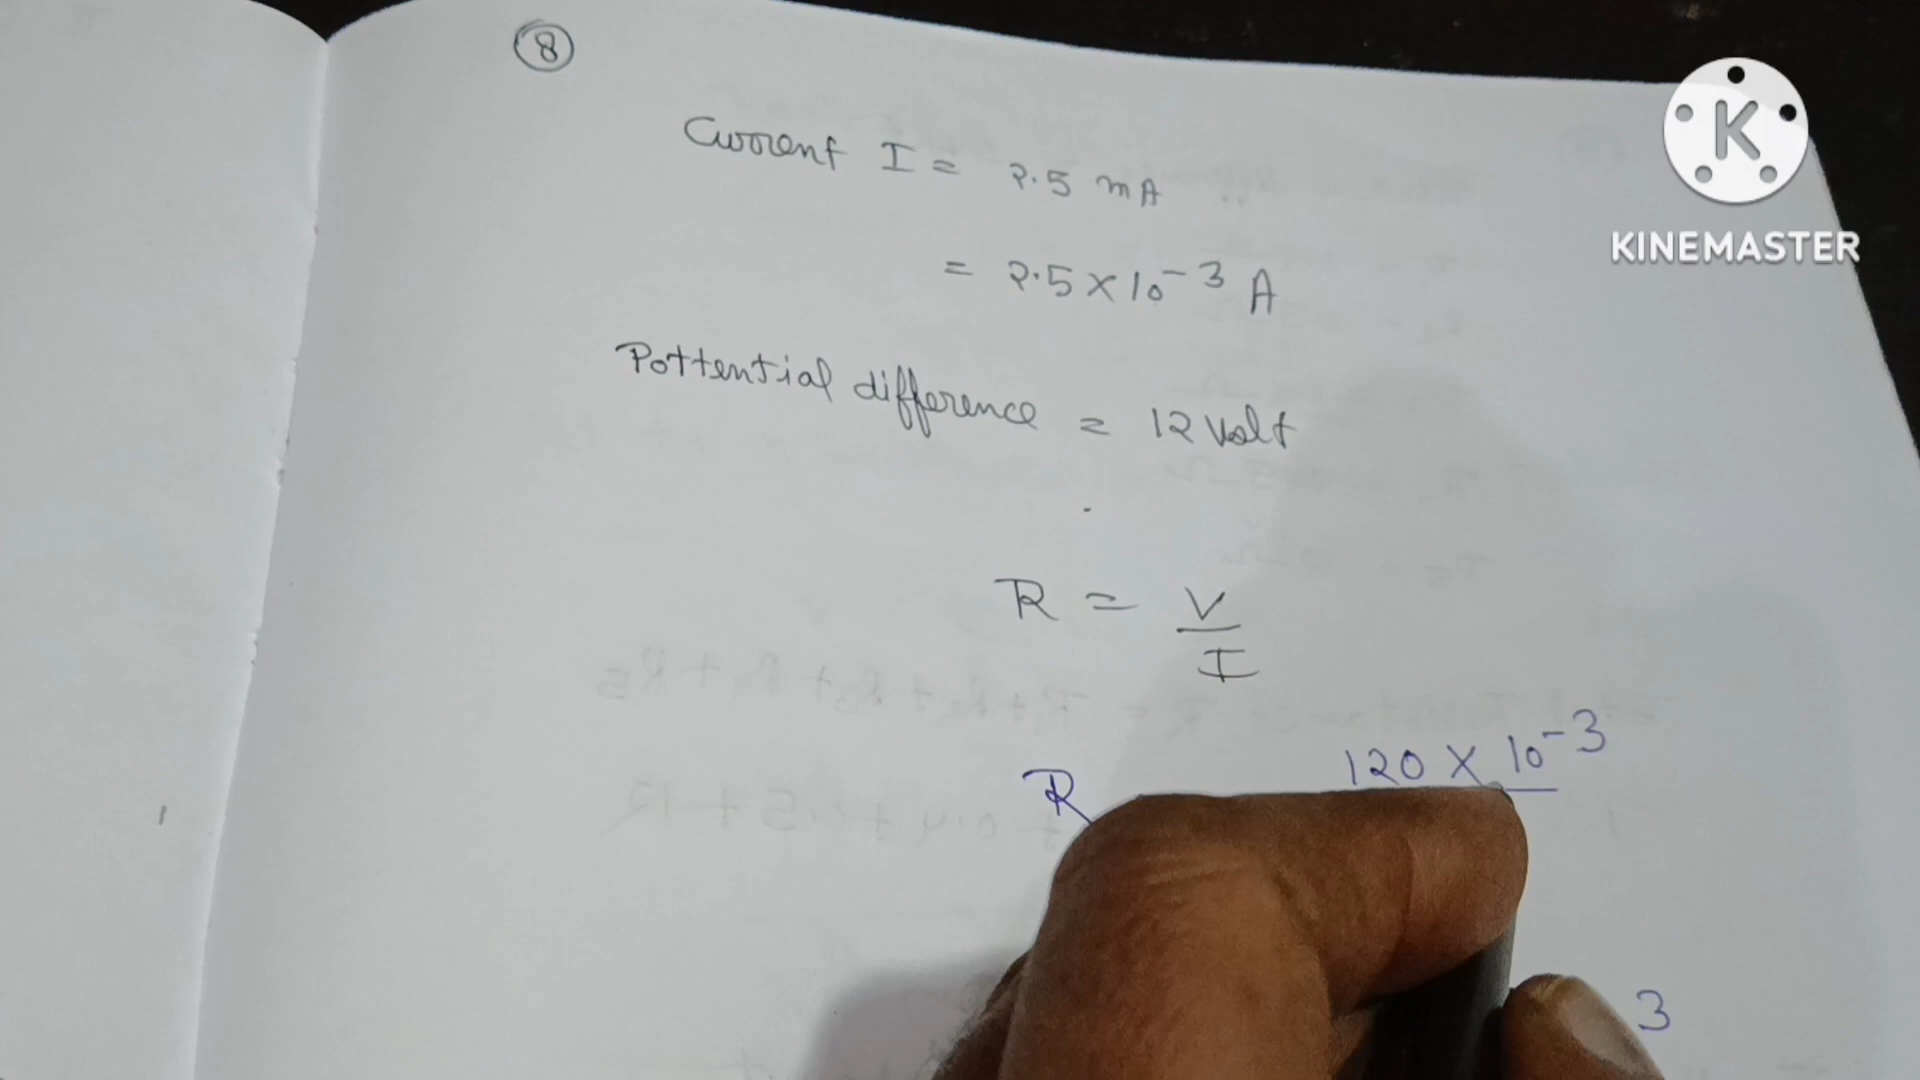 8
Current I = 2.5 mA
= 2.5 × 10⁻³ A
Pottential difference = 12 Volt
R = V
I
R 120 × 10⁻³
3
K
KINEMASTER